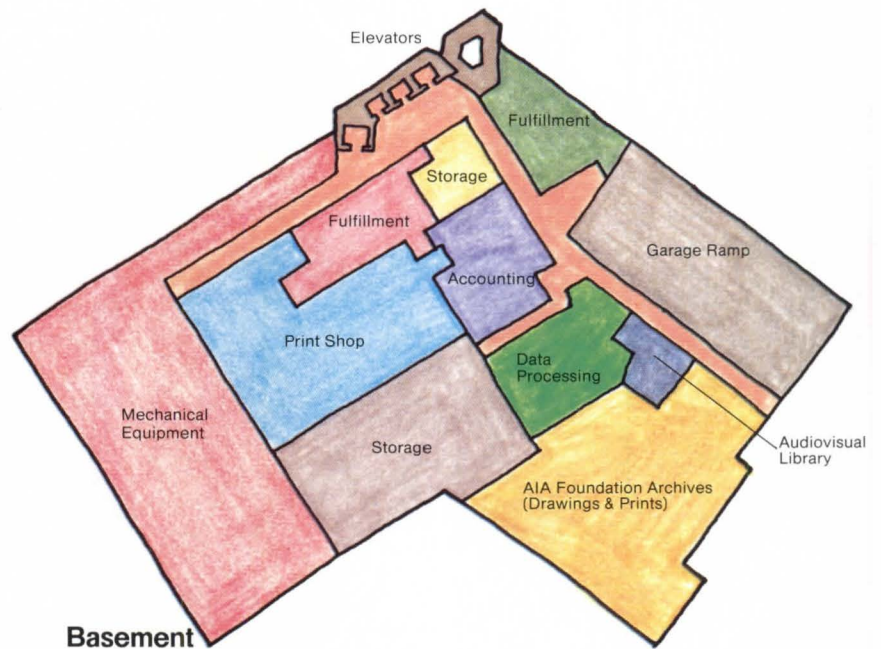 Elevators
Fulfillment
Storage
Fulfillment
Garage Ramp
Accounting
Print Shop
Data
Processing
Mechanical
Equipment
Storage
Audiovisual
Library
AIA Foundation Archives
(Drawings & Prints)
Basement